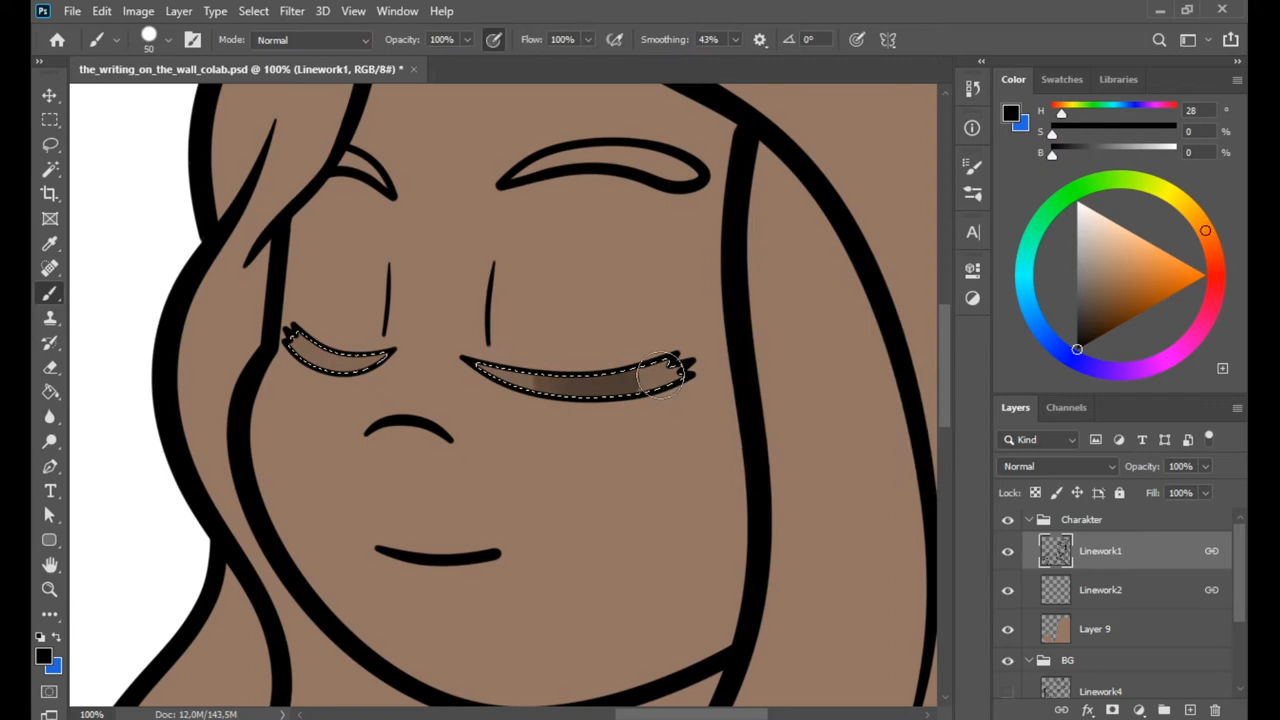 Ps File Edit Image Layer Type Select Filter 3D View Window Help
50 Mode: Normal Opacity: 100% Flow: 100% Smoothing: 43% 0°
the_writing_on_the_wall_colab.psd @ 100% (Linework1, RGB/8#) *
Color Swatches Libraries
H 28 °
S 0 %
B 0 %
Layers Channels
Kind
Normal Opacity: 100%
Lock: Fill: 100%
Charakter
Linework1
Linework2
Layer 9
BG
Linework4
100% Doc: 12,0M/143,5M